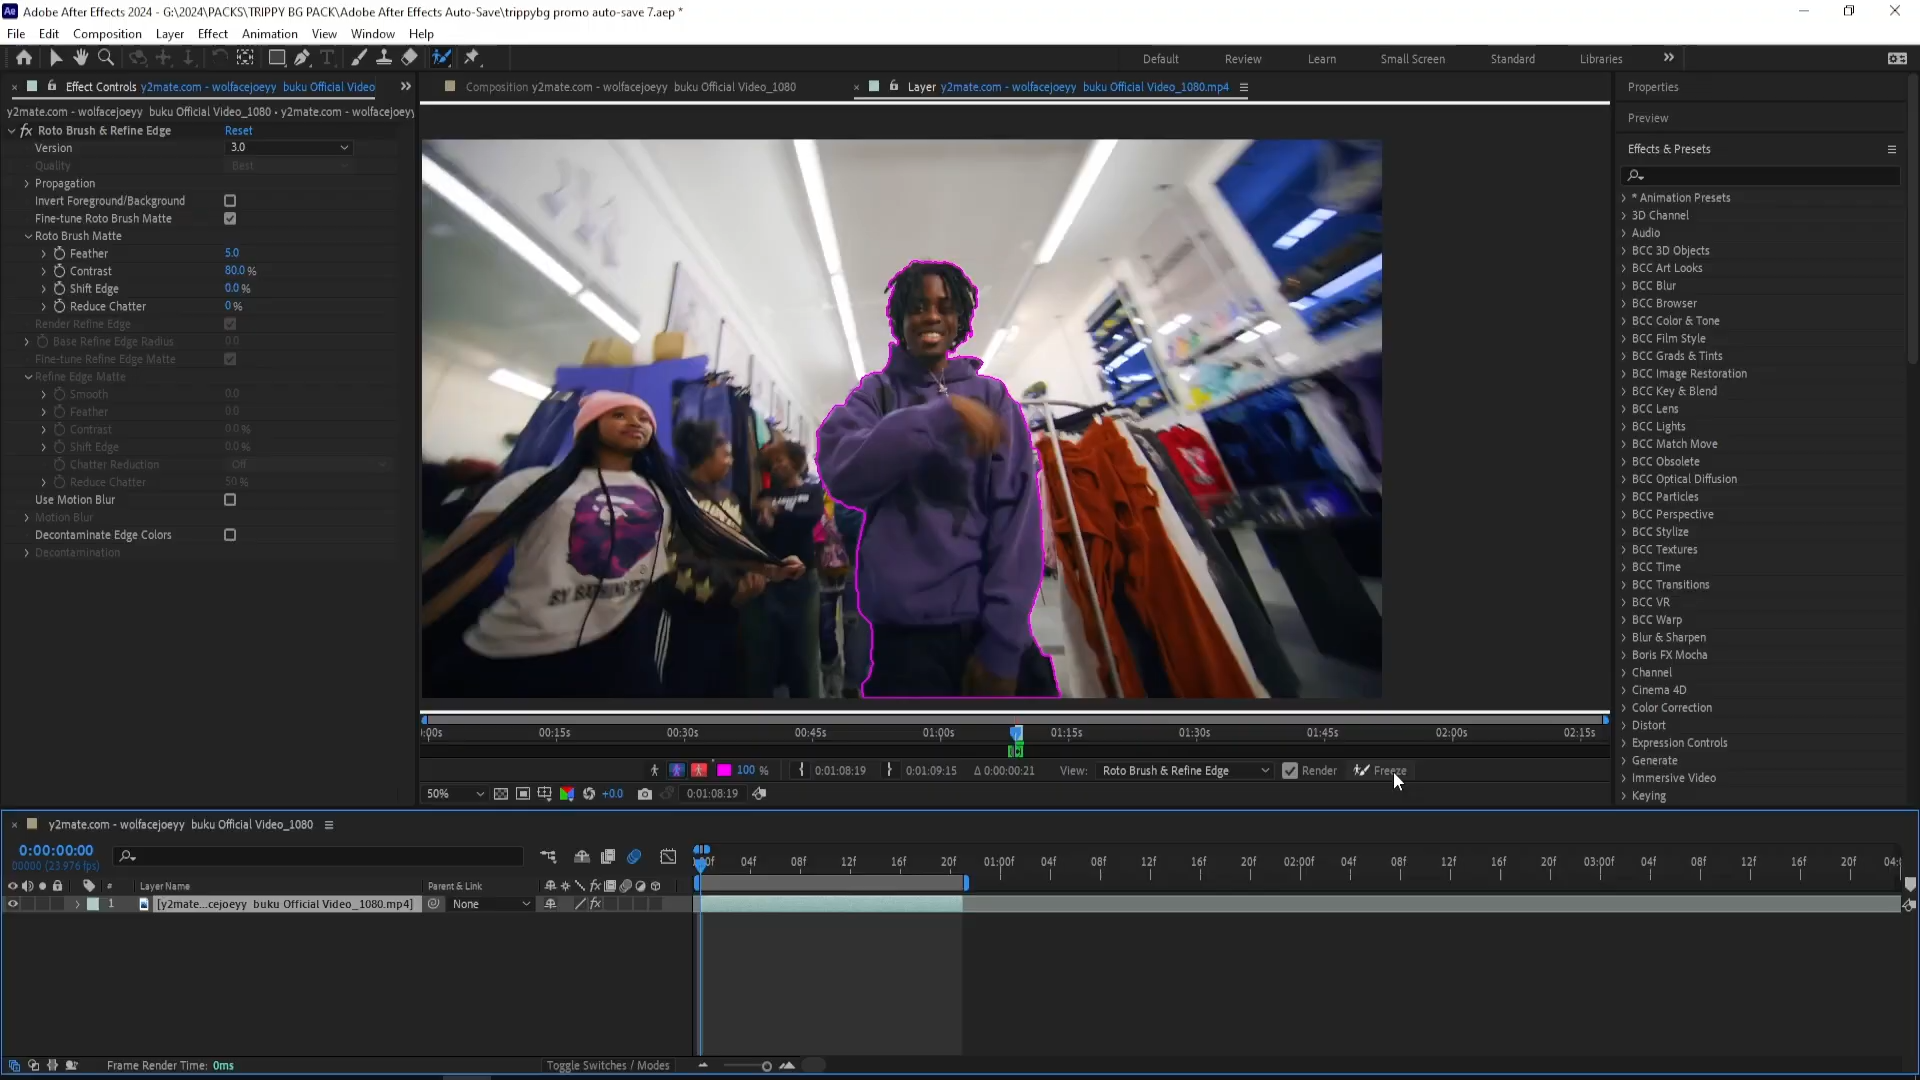 Adobe After Effects 2024 - G:\2024\PACKS\TRIPPY BG PACK\Adobe After Effects Auto-Save\trippybg promo auto-save 7.aep *
File Edit Composition Layer Effect Animation View Window Help
Default Review Learn Small Screen Standard Libraries
Effect Controls y2mate.com - wolfacejoeyy buku Official Video
Composition y2mate.com - wolfacejoeyy buku Official Video_1080
Layer y2mate.com - wolfacejoeyy buku Official Video_1080.mp4
y2mate.com - wolfacejoeyy buku Official Video_1080 • y2mate.com - wolfacejoeyy
fx Roto Brush & Refine Edge Reset
Version 3.0
Quality Best
Propagation
Invert Foreground/Background
Fine-tune Roto Brush Matte
Roto Brush Matte
Feather 5.0
Contrast 80.0 %
Shift Edge 0.0 %
Reduce Chatter 0 %
Render Refine Edge
Base Refine Edge Radius 0.0
Fine-tune Refine Edge Matte
Refine Edge Matte
Smooth 0.0
Feather 0.0
Contrast 0.0 %
Shift Edge 0.0 %
Chatter Reduction Off
Reduce Chatter 50 %
Use Motion Blur
Motion Blur
Decontaminate Edge Colors
Decontamination
:00s 00:15s 00:30s 00:45s 01:00s 01:15s 01:30s 01:45s 02:00s 02:15s
100 % 0:01:08:19 0:01:09:15 Δ 0:00:00:21 View: Roto Brush & Refine Edge Render Freeze
50% +0.0 0:01:08:19
Properties
Preview
Effects & Presets
* Animation Presets
3D Channel
Audio
BCC 3D Objects
BCC Art Looks
BCC Blur
BCC Browser
BCC Color & Tone
BCC Film Style
BCC Grads & Tints
BCC Image Restoration
BCC Key & Blend
BCC Lens
BCC Lights
BCC Match Move
BCC Obsolete
BCC Optical Diffusion
BCC Particles
BCC Perspective
BCC Stylize
BCC Textures
BCC Time
BCC Transitions
BCC VR
BCC Warp
Blur & Sharpen
Boris FX Mocha
Channel
Cinema 4D
Color Correction
Distort
Expression Controls
Generate
Immersive Video
Keying
y2mate.com - wolfacejoeyy buku Official Video_1080
0:00:00:00
00000 (23.976 fps)
04f 08f 12f 16f 20f 01:00f 04f 08f 12f 16f 20f 02:00f 04f 08f 12f 16f 20f 03:00f 04f 08f 12f 16f 20f 04:
# Layer Name Parent & Link
1 [y2mate...cejoeyy buku Official Video_1080.mp4] None
Frame Render Time: 0ms
Toggle Switches / Modes